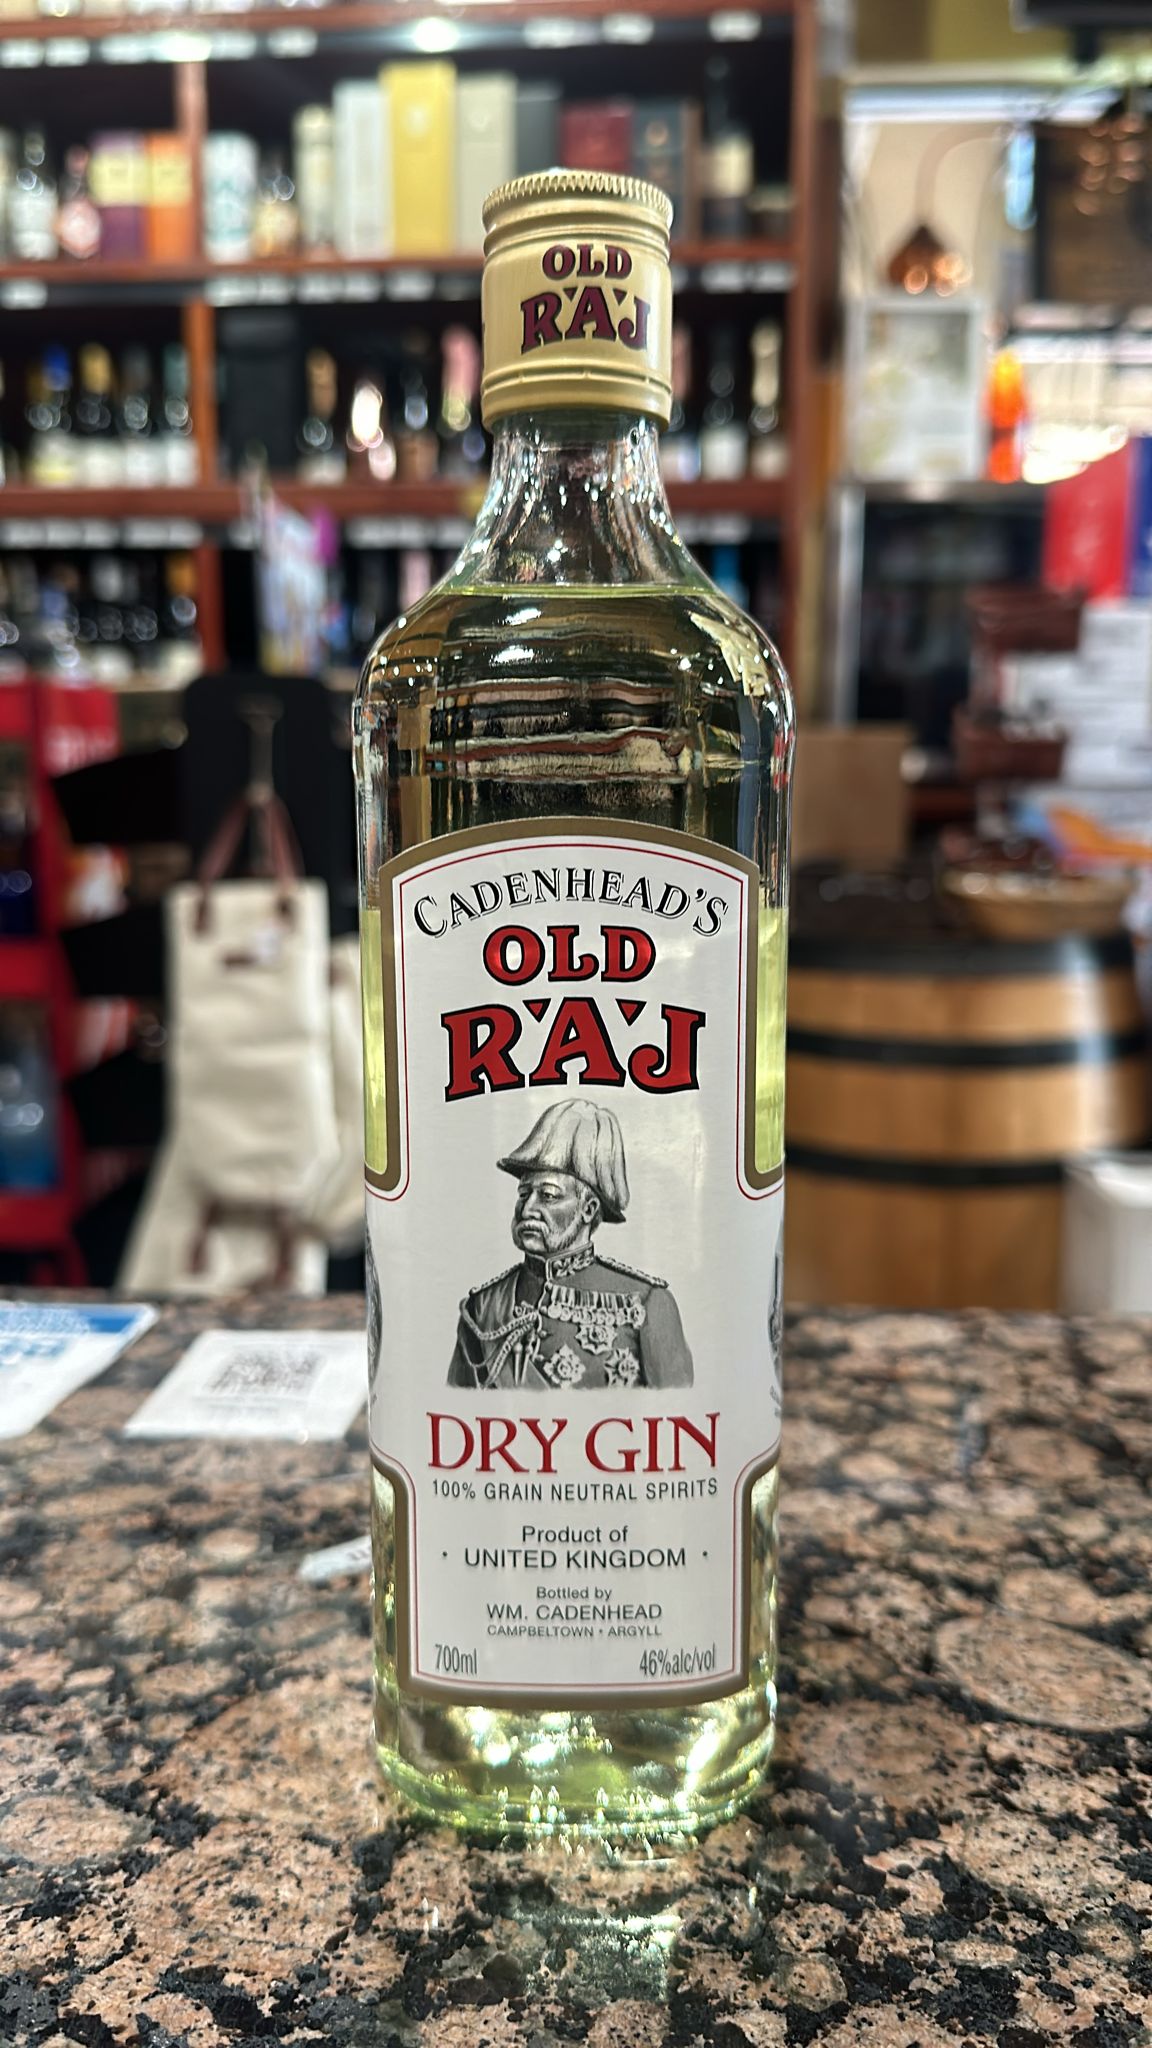 OLD
RAJ
CADENHEAD'S
OLD
RAJ
DRY GIN
100% GRAIN NEUTRAL SPIRITS
Product of
· UNITED KINGDOM ·
Bottled by
WM. CADENHEAD
CAMPBELTOWN • ARGYLL
700ml 46%alc/vol